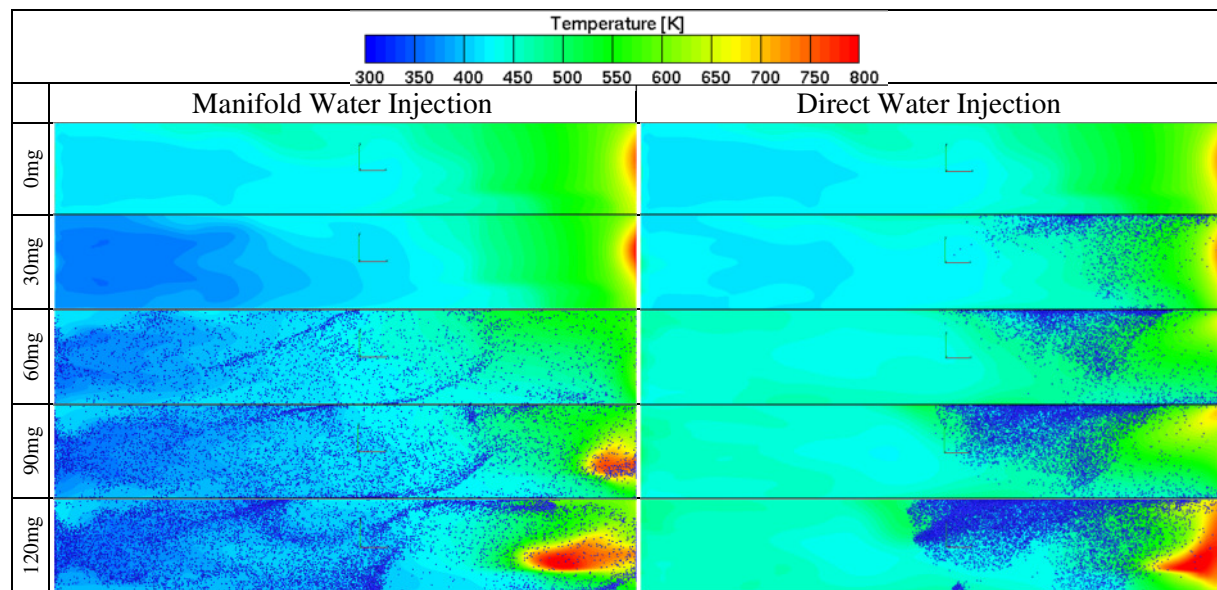 Temperature [K]
300 350 400 450 500 550 600 650 700 750 800
Manifold Water Injection Direct Water Injection
0mg
30mg
60mg
90mg
120mg